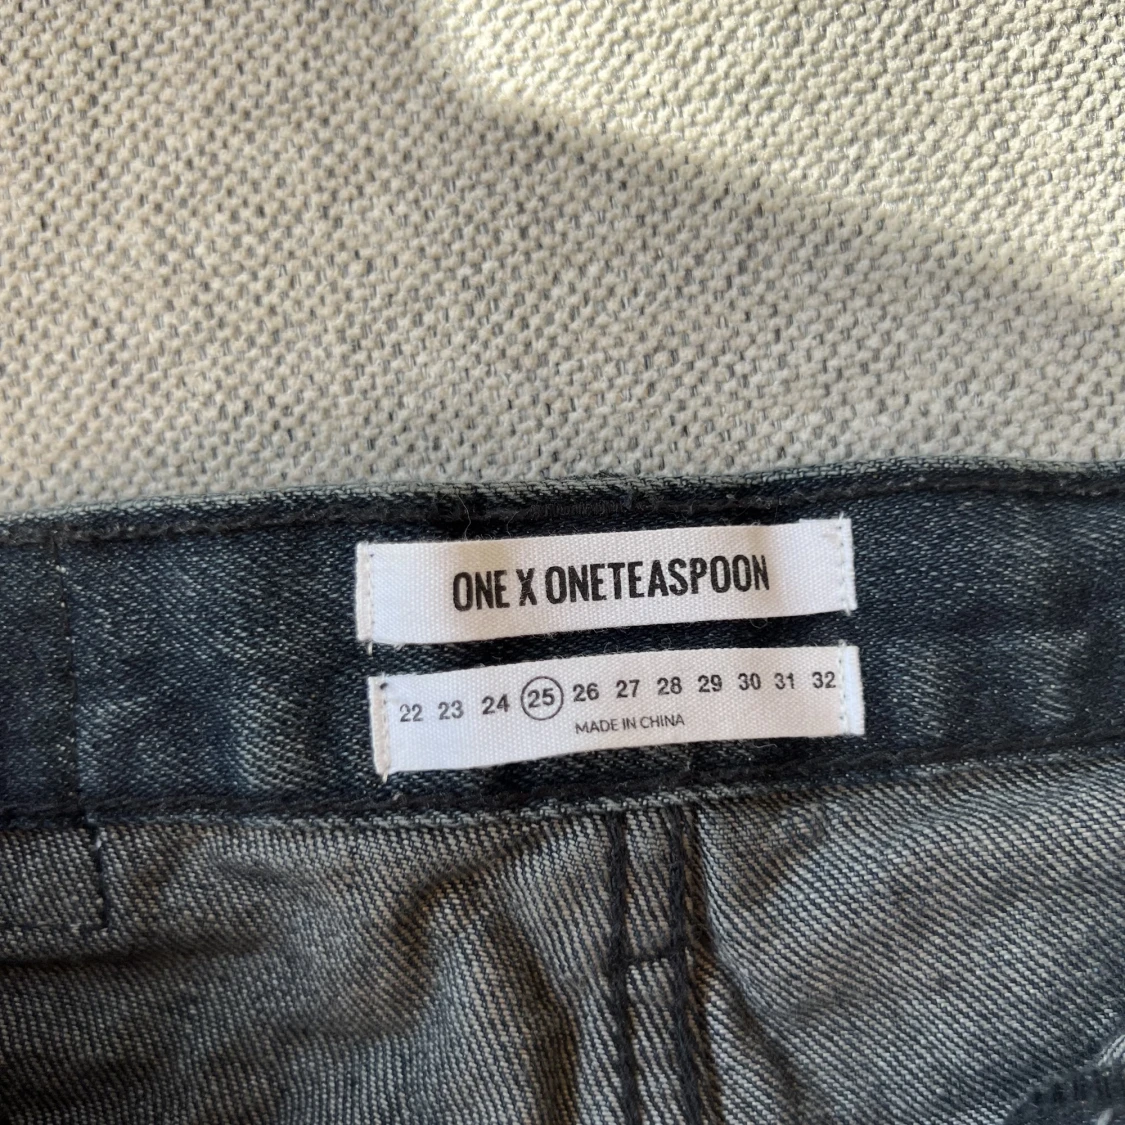 ONE X ONETEASPOON
22 23 24 25 26 27 28 29 30 31 32
MADE IN CHINA